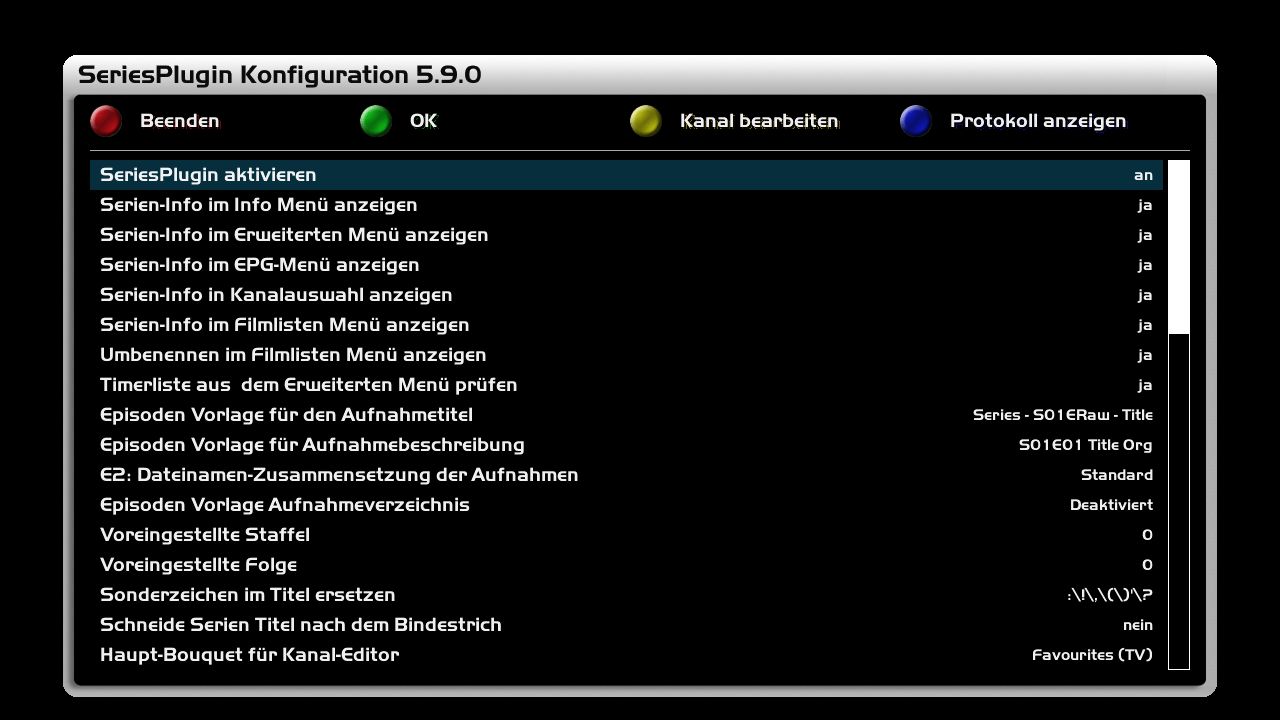 SeriesPlugin Konfiguration 5.9.0
Beenden OK Kanal bearbeiten Protokoll anzeigen
SeriesPlugin aktivieren an
Serien-Info im Info Menü anzeigen ja
Serien-Info im Erweiterten Menü anzeigen ja
Serien-Info im EPG-Menü anzeigen ja
Serien-Info in Kanalauswahl anzeigen ja
Serien-Info im Filmlisten Menü anzeigen ja
Umbenennen im Filmlisten Menü anzeigen ja
Timerliste aus  dem Erweiterten Menü prüfen ja
Episoden Vorlage für den Aufnahmetitel Series - S01ERaw - Title
Episoden Vorlage für Aufnahmebeschreibung S01E01 Title Org
E2: Dateinamen-Zusammensetzung der Aufnahmen Standard
Episoden Vorlage Aufnahmeverzeichnis Deaktiviert
Voreingestellte Staffel 0
Voreingestellte Folge 0
Sonderzeichen im Titel ersetzen :\!\,\(\)'\?
Schneide Serien Titel nach dem Bindestrich nein
Haupt-Bouquet für Kanal-Editor Favourites (TV)